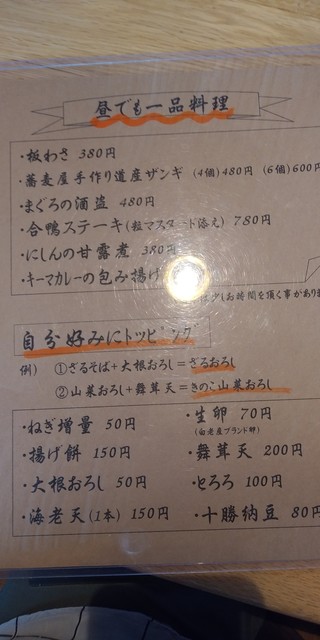 昼でも一品料理
・板わさ 380円
・蕎麦屋手作り道産ザンギ (4個)480円 (6個)600円
・まぐろの酒盗 480円
・合鴨ステーキ(粒マスタード添え) 780円
・にしんの甘露煮 380円
・キーマカレーの包み揚げ
お時間を頂く事があり
自分好みにトッピング
例) ①ざるそば+大根おろし=ざるおろし
②山菜おろし+舞茸天=きのこ山菜おろし
・ねぎ増量 50円
・揚げ餅 150円
・大根おろし 50円
・海老天(1本) 150円
・生卵 70円
(白老産ブランド卵)
・舞茸天 200円
・とろろ 100円
・十勝納豆 80円